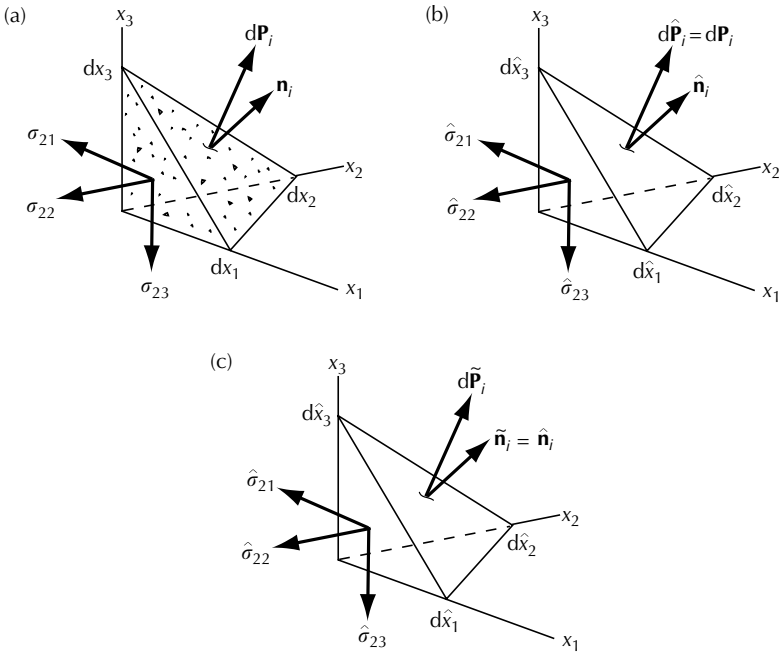 (a)
x₃
dPᵢ
dx₃
nᵢ
σ₂₁
x₂
σ₂₂
dx₂
dx₁
σ₂₃
x₁
(b)
x₃
dP̂ᵢ = dPᵢ
dx̂₃
n̂ᵢ
σ̂₂₁
x₂
σ̂₂₂
dx̂₂
dx̂₁
σ̂₂₃
x₁
(c)
x₃
dP̃ᵢ
dx̂₃
ñᵢ = n̂ᵢ
σ̂₂₁
x₂
σ̂₂₂
dx̂₂
dx̂₁
σ̂₂₃
x₁